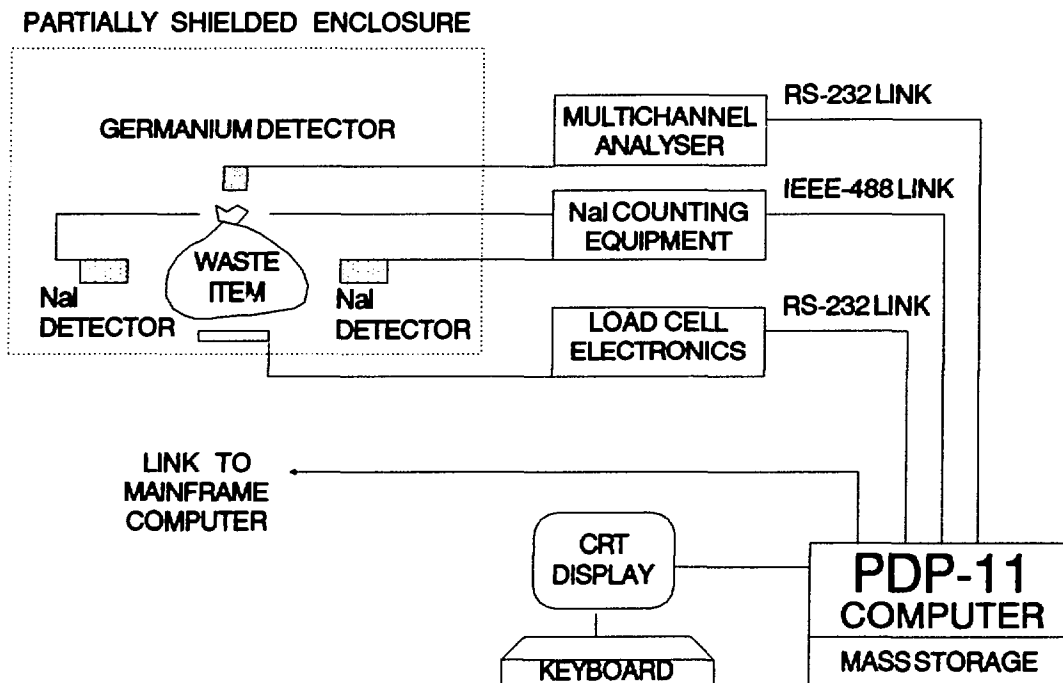 PARTIALLY SHIELDED ENCLOSURE
GERMANIUM DETECTOR
NaI
DETECTOR
WASTE
ITEM
NaI
DETECTOR
MULTICHANNEL
ANALYSER
RS-232 LINK
NaI COUNTING
EQUIPMENT
IEEE-488 LINK
LOAD CELL
ELECTRONICS
RS-232 LINK
LINK TO
MAINFRAME
COMPUTER
CRT
DISPLAY
KEYBOARD
PDP-11
COMPUTER
MASS STORAGE